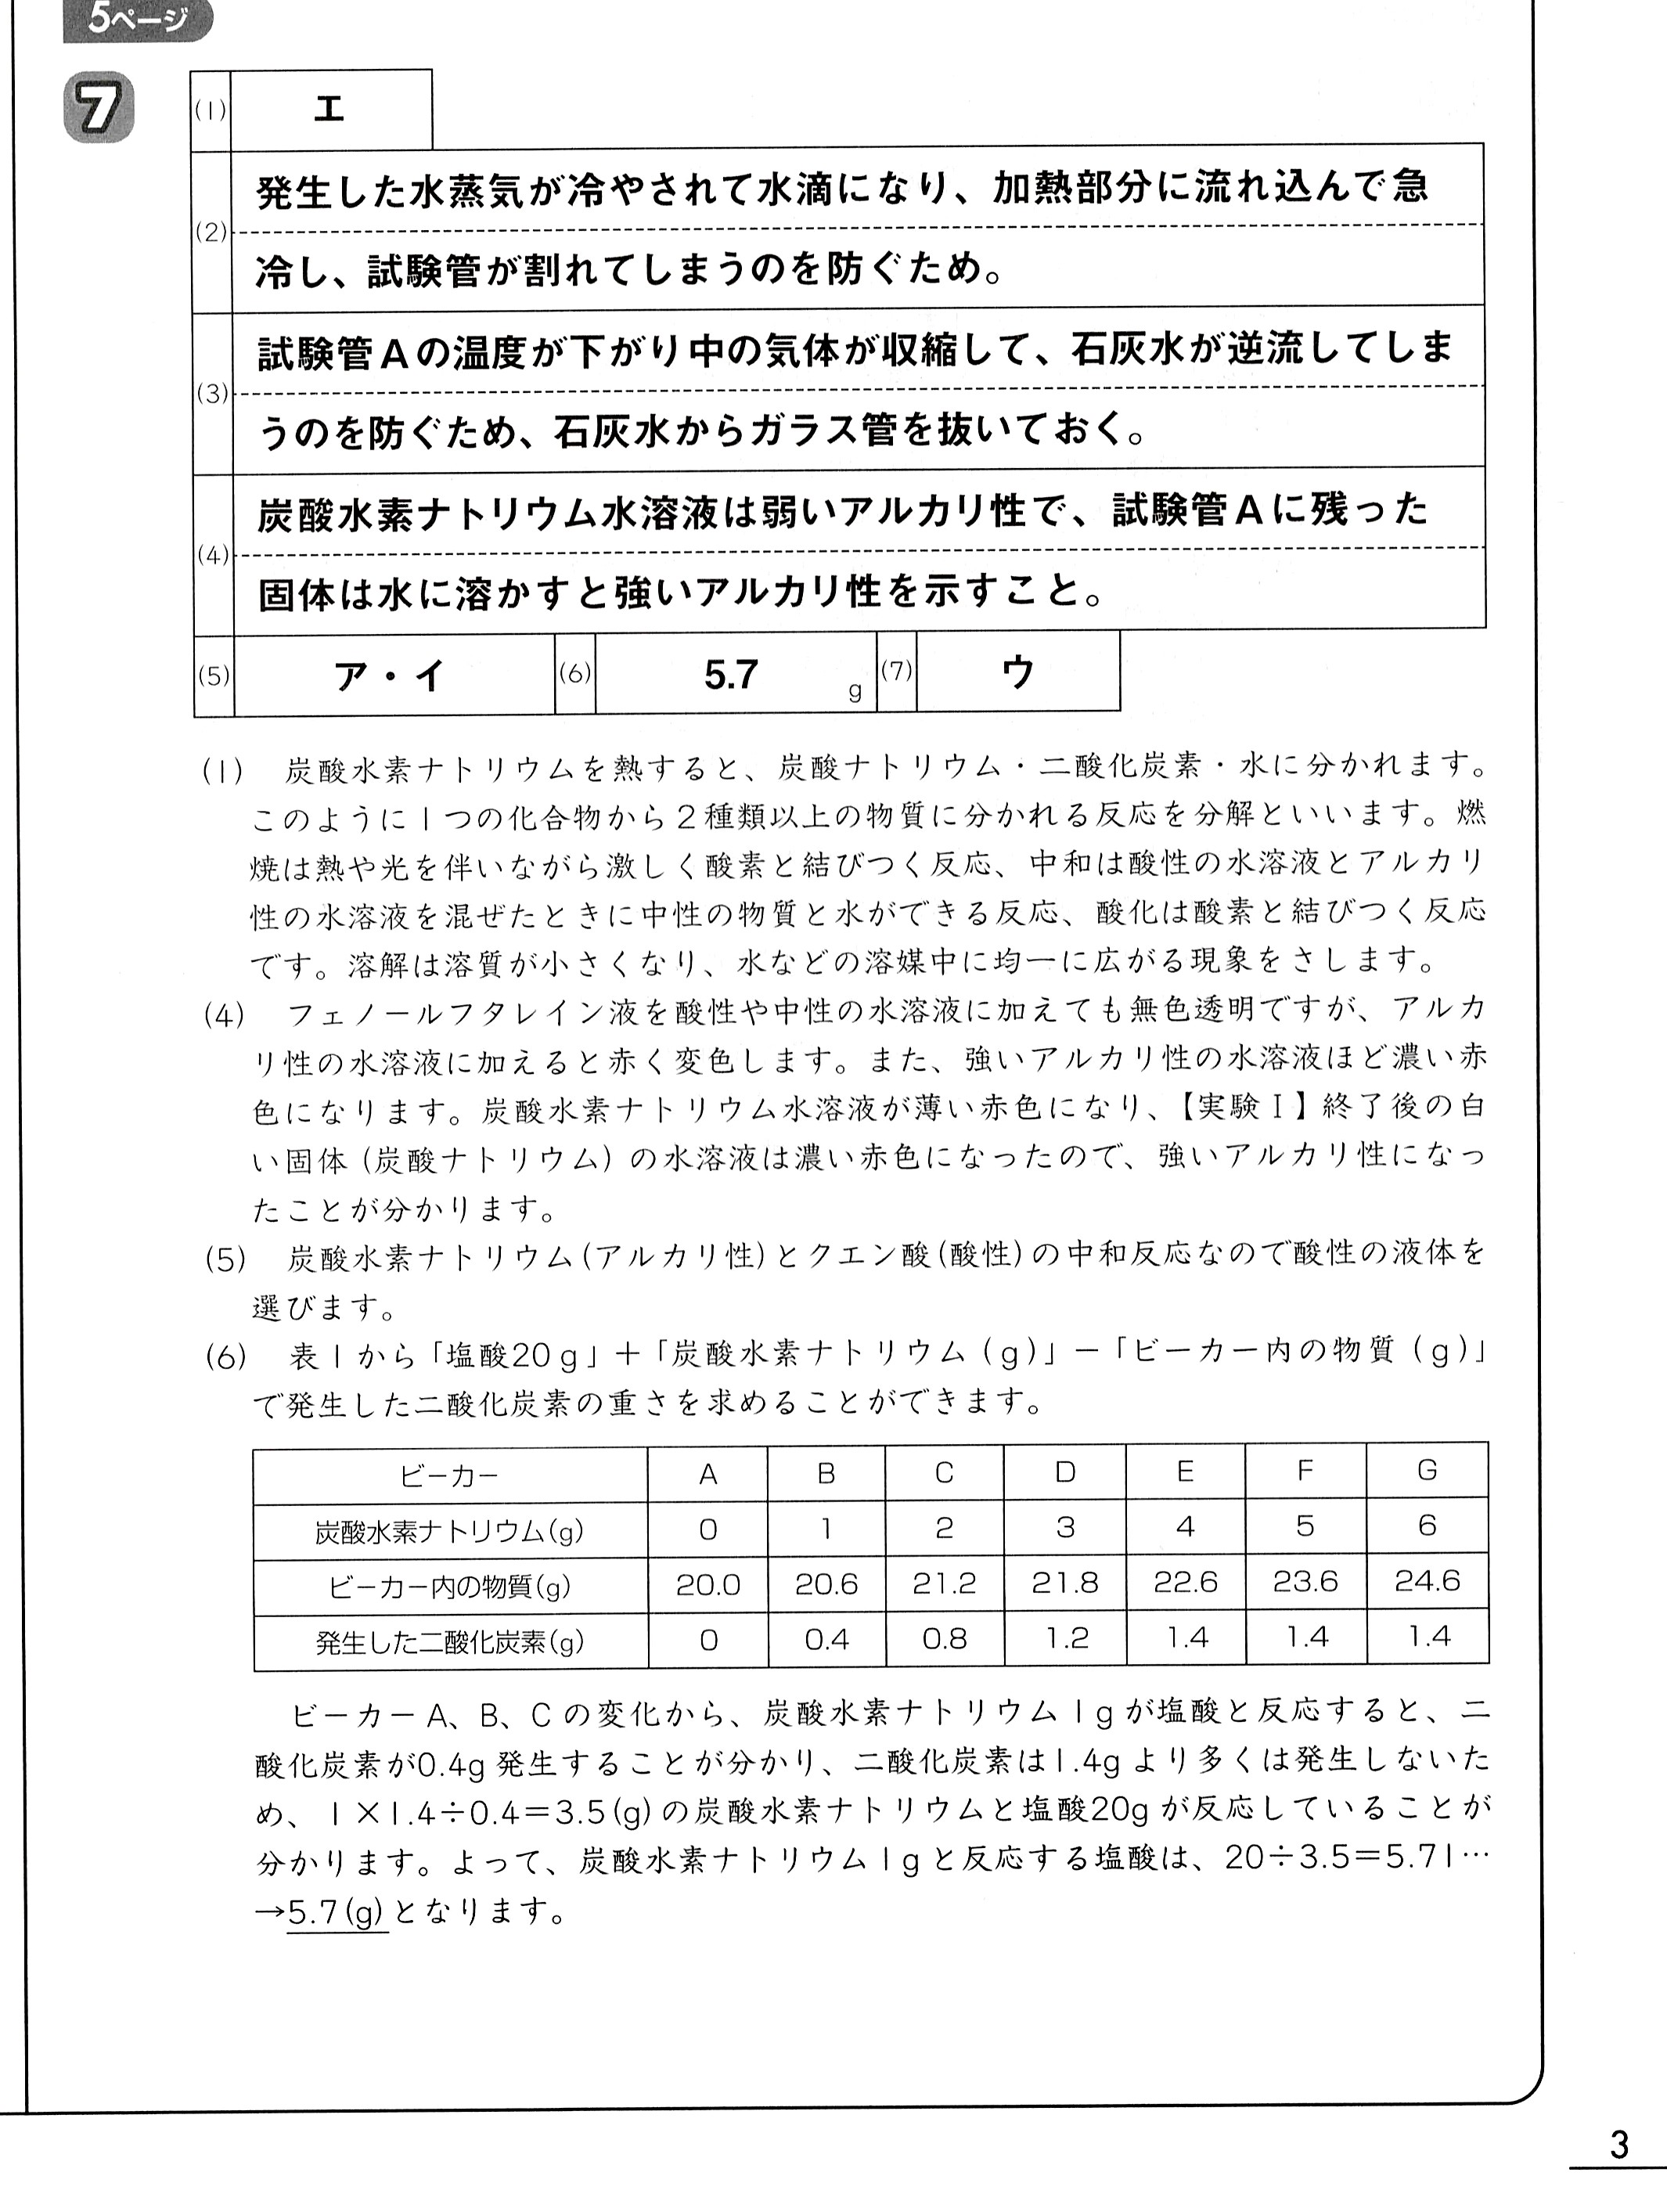 5ページ
7
(1) エ
(2) 発生した水蒸気が冷やされて水滴になり、加熱部分に流れ込んで急
冷し、試験管が割れてしまうのを防ぐため。
(3) 試験管Aの温度が下がり中の気体が収縮して、石灰水が逆流してしま
うのを防ぐため、石灰水からガラス管を抜いておく。
(4) 炭酸水素ナトリウム水溶液は弱いアルカリ性で、試験管Aに残った
固体は水に溶かすと強いアルカリ性を示すこと。
(5) ア・イ (6) 5.7 g (7) ウ
(1) 炭酸水素ナトリウムを熱すると、炭酸ナトリウム・二酸化炭素・水に分かれます。
このように1つの化合物から2種類以上の物質に分かれる反応を分解といいます。燃
焼は熱や光を伴いながら激しく酸素と結びつく反応、中和は酸性の水溶液とアルカリ
性の水溶液を混ぜたときに中性の物質と水ができる反応、酸化は酸素と結びつく反応
です。溶解は溶質が小さくなり、水などの溶媒中に均一に広がる現象をさします。
(4) フェノールフタレイン液を酸性や中性の水溶液に加えても無色透明ですが、アルカ
リ性の水溶液に加えると赤く変色します。また、強いアルカリ性の水溶液ほど濃い赤
色になります。炭酸水素ナトリウム水溶液が薄い赤色になり、【実験Ⅰ】終了後の白
い固体(炭酸ナトリウム)の水溶液は濃い赤色になったので、強いアルカリ性になっ
たことが分かります。
(5) 炭酸水素ナトリウム(アルカリ性)とクエン酸(酸性)の中和反応なので酸性の液体を
選びます。
(6) 表1から「塩酸20g」+「炭酸水素ナトリウム(g)」-「ビーカー内の物質(g)」
で発生した二酸化炭素の重さを求めることができます。
ビーカー A B C D E F G
炭酸水素ナトリウム(g) 0 1 2 3 4 5 6
ビーカー内の物質(g) 20.0 20.6 21.2 21.8 22.6 23.6 24.6
発生した二酸化炭素(g) 0 0.4 0.8 1.2 1.4 1.4 1.4
ビーカーA、B、Cの変化から、炭酸水素ナトリウム1gが塩酸と反応すると、二
酸化炭素が0.4g発生することが分かり、二酸化炭素は1.4gより多くは発生しないた
め、1×1.4÷0.4=3.5(g)の炭酸水素ナトリウムと塩酸20gが反応していることが
分かります。よって、炭酸水素ナトリウム1gと反応する塩酸は、20÷3.5=5.71…
→5.7(g)となります。
3